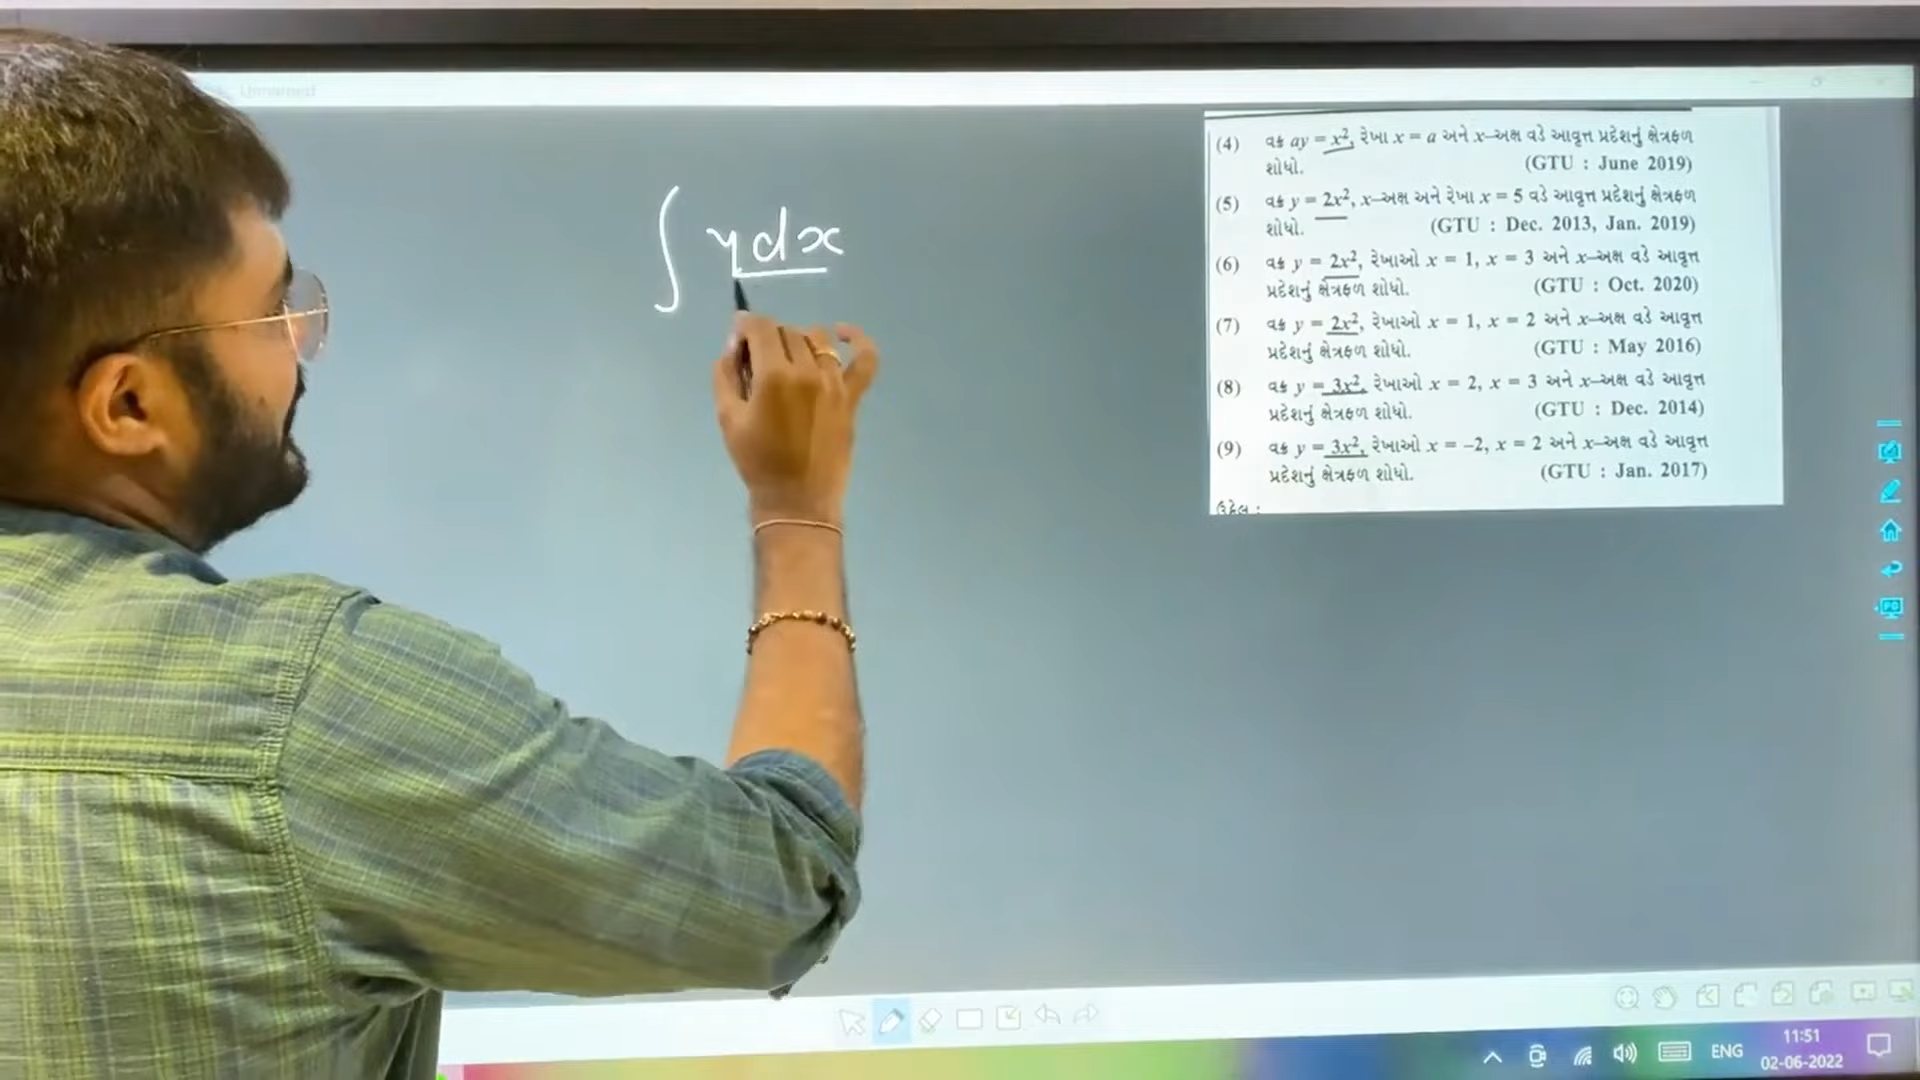 Unnamed
∫ ydx
(4) વક્ર ay = x², રેખા x = a અને x–અક્ષ વડે આવૃત્ત પ્રદેશનું ક્ષેત્રફળ
શોધો. (GTU : June 2019)
(5) વક્ર y = 2x², x–અક્ષ અને રેખા x = 5 વડે આવૃત્ત પ્રદેશનું ક્ષેત્રફળ
શોધો. (GTU : Dec. 2013, Jan. 2019)
(6) વક્ર y = 2x², રેખાઓ x = 1, x = 3 અને x–અક્ષ વડે આવૃત્ત
પ્રદેશનું ક્ષેત્રફળ શોધો. (GTU : Oct. 2020)
(7) વક્ર y = 2x², રેખાઓ x = 1, x = 2 અને x–અક્ષ વડે આવૃત્ત
પ્રદેશનું ક્ષેત્રફળ શોધો. (GTU : May 2016)
(8) વક્ર y = 3x², રેખાઓ x = 2, x = 3 અને x–અક્ષ વડે આવૃત્ત
પ્રદેશનું ક્ષેત્રફળ શોધો. (GTU : Dec. 2014)
(9) વક્ર y = 3x², રેખાઓ x = –2, x = 2 અને x–અક્ષ વડે આવૃત્ત
પ્રદેશનું ક્ષેત્રફળ શોધો. (GTU : Jan. 2017)
ઉકેલ :
ENG
11:51
02-06-2022